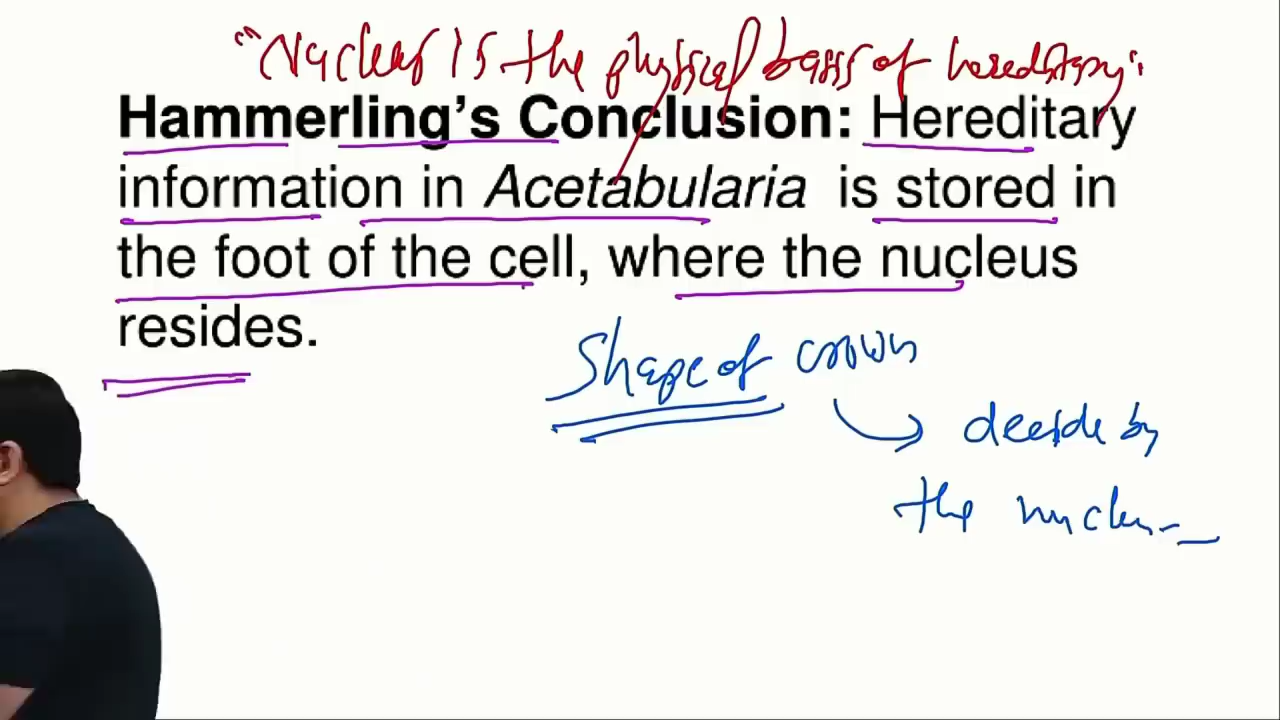 "Nucleus is the physical basis of hereditary".
Hammerling's Conclusion: Hereditary
information in Acetabularia is stored in
the foot of the cell, where the nucleus
resides.
Shape of crown
→ decide by
the nucleus